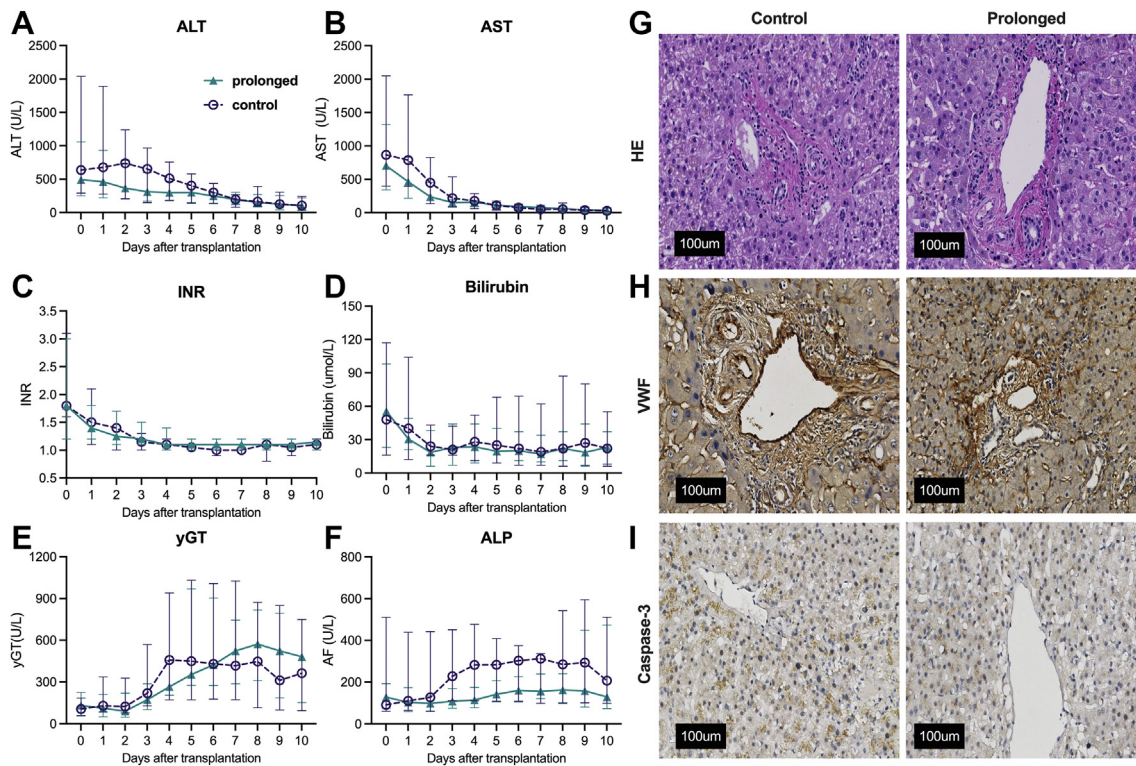 A
ALT
2500
2000
1500
1000
500
0
ALT (U/L)
prolonged
control
0 1 2 3 4 5 6 7 8 9 10
Days after transplantation
B
AST
2500
2000
1500
1000
500
0
AST (U/L)
0 1 2 3 4 5 6 7 8 9 10
Days after transplantation
C
INR
3.5
3.0
2.5
2.0
1.5
1.0
0.5
INR
0 1 2 3 4 5 6 7 8 9 10
Days after transplantation
D
Bilirubin
150
120
90
60
30
0
Bilirubin (umol/L)
0 1 2 3 4 5 6 7 8 9 10
Days after transplantation
E
yGT
1200
900
600
300
0
yGT(U/L)
0 1 2 3 4 5 6 7 8 9 10
Days after transplantation
F
ALP
800
600
400
200
0
AF (U/L)
0 1 2 3 4 5 6 7 8 9 10
Days after transplantation
G
Control
Prolonged
HE
100um
100um
H
VWF
100um
100um
I
Caspase-3
100um
100um